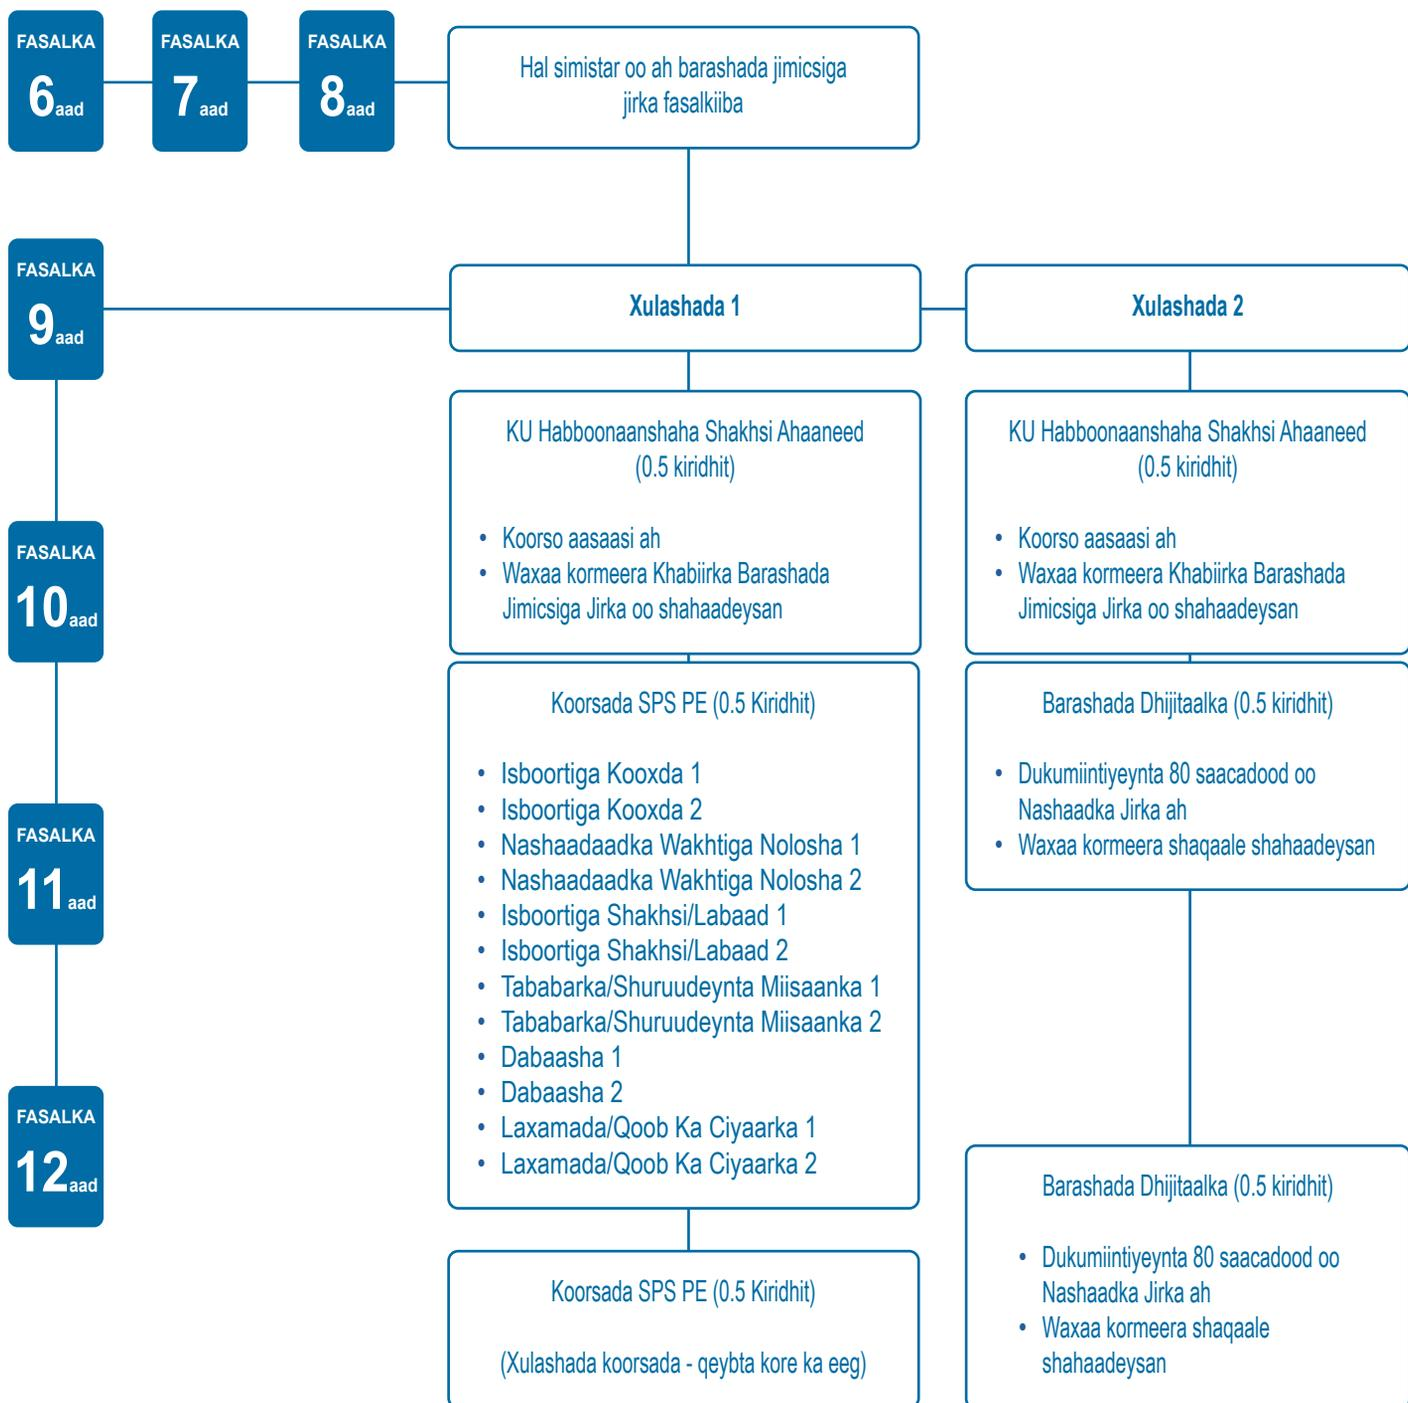 FASALKA
6aad
FASALKA
7aad
FASALKA
8aad
Hal simistar oo ah barashada jimicsiga
jirka fasalkiiba
FASALKA
9aad
Xulashada 1
Xulashada 2
KU Habboonaanshaha Shakhsi Ahaaneed
(0.5 kiridhit)
• Koorso aasaasi ah
• Waxaa kormeera Khabiirka Barashada
Jimicsiga Jirka oo shahaadeysan
KU Habboonaanshaha Shakhsi Ahaaneed
(0.5 kiridhit)
• Koorso aasaasi ah
• Waxaa kormeera Khabiirka Barashada
Jimicsiga Jirka oo shahaadeysan
FASALKA
10aad
Koorsada SPS PE (0.5 Kiridhit)
• Isboortiga Kooxda 1
• Isboortiga Kooxda 2
• Nashaadaadka Wakhtiga Nolosha 1
• Nashaadaadka Wakhtiga Nolosha 2
• Isboortiga Shakhsi/Labaad 1
• Isboortiga Shakhsi/Labaad 2
• Tababarka/Shuruudeynta Miisaanka 1
• Tababarka/Shuruudeynta Miisaanka 2
• Dabaasha 1
• Dabaasha 2
• Laxamada/Qoob Ka Ciyaarka 1
• Laxamada/Qoob Ka Ciyaarka 2
Barashada Dhijitaalka (0.5 kiridhit)
• Dukumiintiyeynta 80 saacadood oo
Nashaadka Jirka ah
• Waxaa kormeera shaqaale shahaadeysan
FASALKA
11aad
FASALKA
12aad
Koorsada SPS PE (0.5 Kiridhit)
(Xulashada koorsada - qeybta kore ka eeg)
Barashada Dhijitaalka (0.5 kiridhit)
• Dukumiintiyeynta 80 saacadood oo
Nashaadka Jirka ah
• Waxaa kormeera shaqaale
shahaadeysan